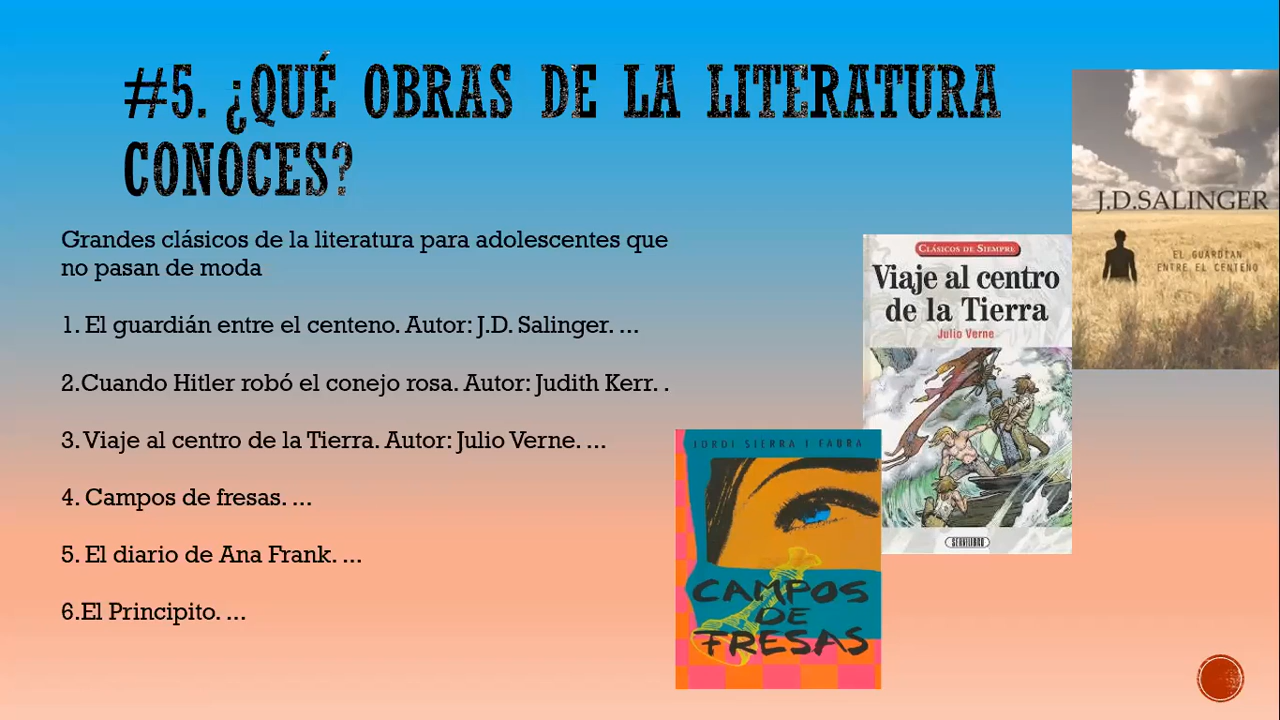 #5. ¿QUÉ OBRAS DE LA LITERATURA
CONOCES?
Grandes clásicos de la literatura para adolescentes que
no pasan de moda
1. El guardián entre el centeno. Autor: J.D. Salinger. ...
2.Cuando Hitler robó el conejo rosa. Autor: Judith Kerr. .
3. Viaje al centro de la Tierra. Autor: Julio Verne. ...
4. Campos de fresas. ...
5. El diario de Ana Frank. ...
6.El Principito. ...
JORDI SIERRA I FABRA
CAMPOS
DE
FRESAS
CLÁSICOS DE SIEMPRE
Viaje al centro
de la Tierra
Julio Verne
SERVILIBRO
J.D.SALINGER
EL GUARDIAN
ENTRE EL CENTENO